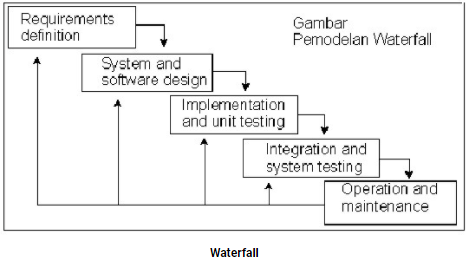 Gambar
Pemodelan Waterfall
Requirements
definition
System and
software design
Implementation
and unit testing
Integration and
system testing
Operation and
maintenance
Waterfall